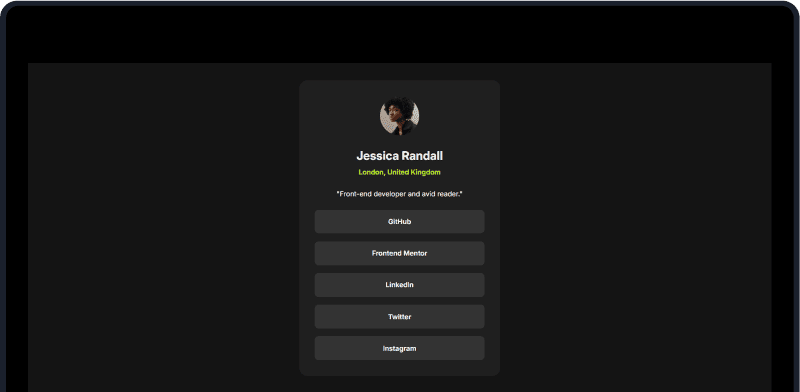 Jessica Randall
London, United Kingdom
"Front-end developer and avid reader."
GitHub
Frontend Mentor
LinkedIn
Twitter
Instagram